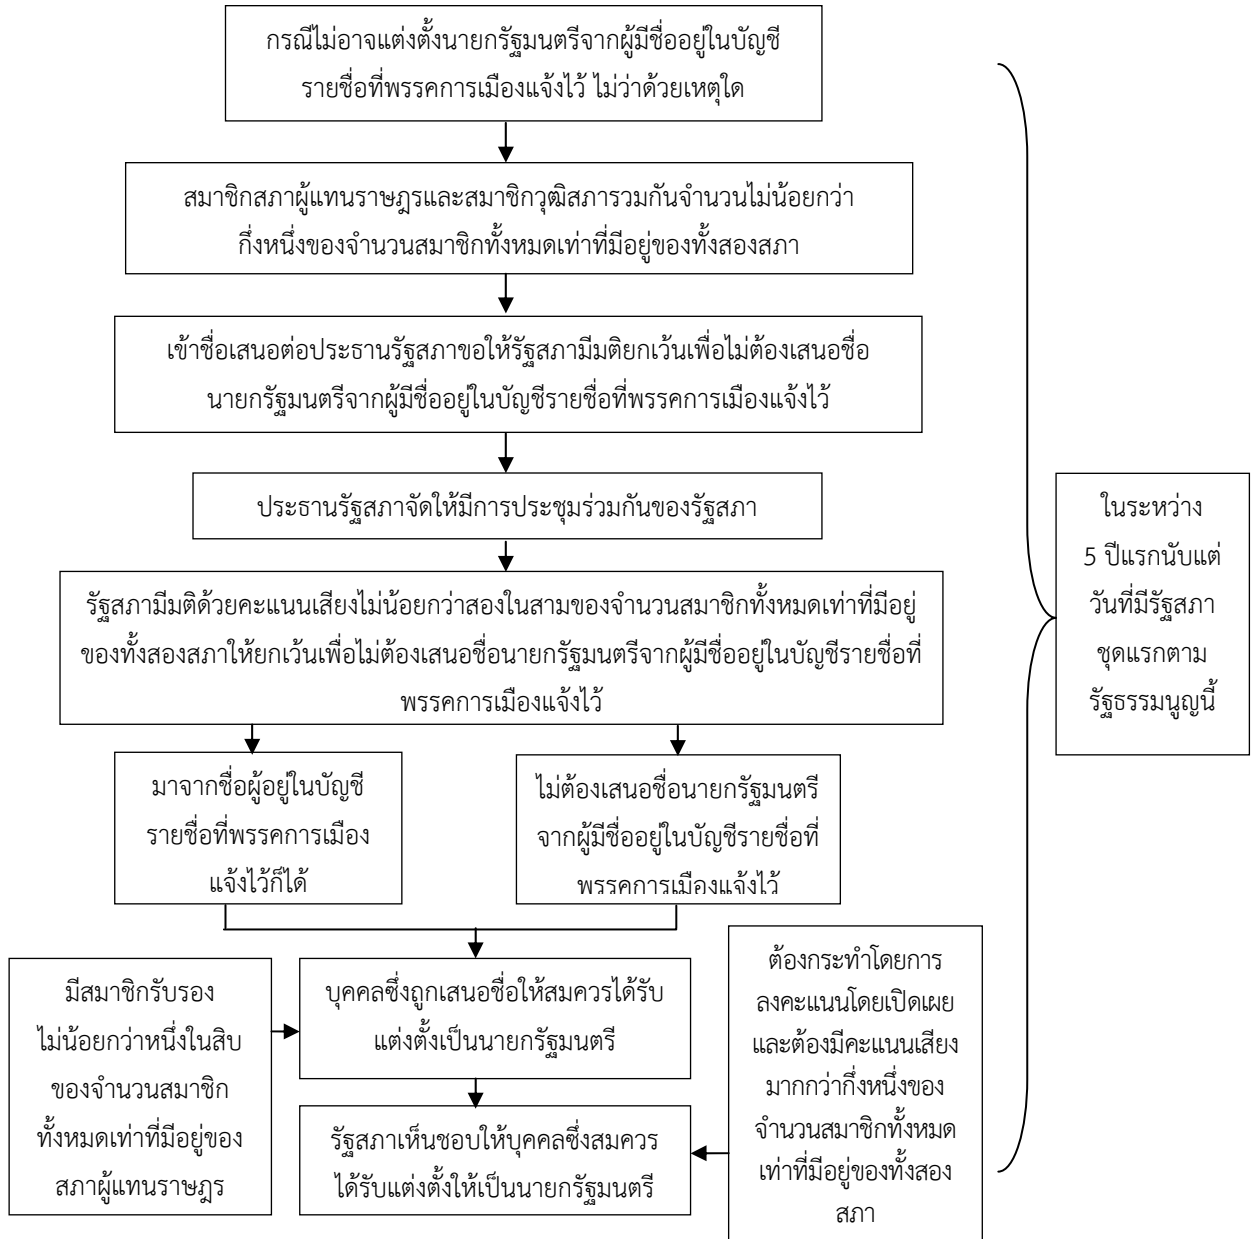 กรณีไม่อาจแต่งตั้งนายกรัฐมนตรีจากผู้มีชื่ออยู่ในบัญชี
รายชื่อที่พรรคการเมืองแจ้งไว้ ไม่ว่าด้วยเหตุใด
สมาชิกสภาผู้แทนราษฎรและสมาชิกวุฒิสภารวมกันจำนวนไม่น้อยกว่า
กึ่งหนึ่งของจำนวนสมาชิกทั้งหมดเท่าที่มีอยู่ของทั้งสองสภา
เข้าชื่อเสนอต่อประธานรัฐสภาขอให้รัฐสภามีมติยกเว้นเพื่อไม่ต้องเสนอชื่อ
นายกรัฐมนตรีจากผู้มีชื่ออยู่ในบัญชีรายชื่อที่พรรคการเมืองแจ้งไว้
ประธานรัฐสภาจัดให้มีการประชุมร่วมกันของรัฐสภา
รัฐสภามีมติด้วยคะแนนเสียงไม่น้อยกว่าสองในสามของจำนวนสมาชิกทั้งหมดเท่าที่มีอยู่
ของทั้งสองสภาให้ยกเว้นเพื่อไม่ต้องเสนอชื่อนายกรัฐมนตรีจากผู้มีชื่ออยู่ในบัญชีรายชื่อที่
พรรคการเมืองแจ้งไว้
มาจากชื่อผู้อยู่ในบัญชี
รายชื่อที่พรรคการเมือง
แจ้งไว้ก็ได้
ไม่ต้องเสนอชื่อนายกรัฐมนตรี
จากผู้มีชื่ออยู่ในบัญชีรายชื่อที่
พรรคการเมืองแจ้งไว้
มีสมาชิกรับรอง
ไม่น้อยกว่าหนึ่งในสิบ
ของจำนวนสมาชิก
ทั้งหมดเท่าที่มีอยู่ของ
สภาผู้แทนราษฎร
บุคคลซึ่งถูกเสนอชื่อให้สมควรได้รับ
แต่งตั้งเป็นนายกรัฐมนตรี
รัฐสภาเห็นชอบให้บุคคลซึ่งสมควร
ได้รับแต่งตั้งให้เป็นนายกรัฐมนตรี
ต้องกระทำโดยการ
ลงคะแนนโดยเปิดเผย
และต้องมีคะแนนเสียง
มากกว่ากึ่งหนึ่งของ
จำนวนสมาชิกทั้งหมด
เท่าที่มีอยู่ของทั้งสอง
สภา
ในระหว่าง
5 ปีแรกนับแต่
วันที่มีรัฐสภา
ชุดแรกตาม
รัฐธรรมนูญนี้